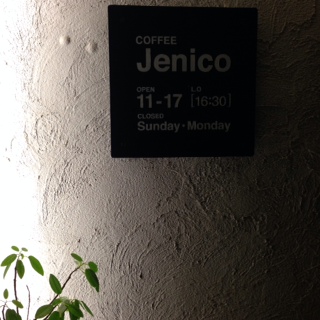 COFFEE
Jenico
OPEN L.O
11-17 [16:30]
CLOSED
Sunday・Monday